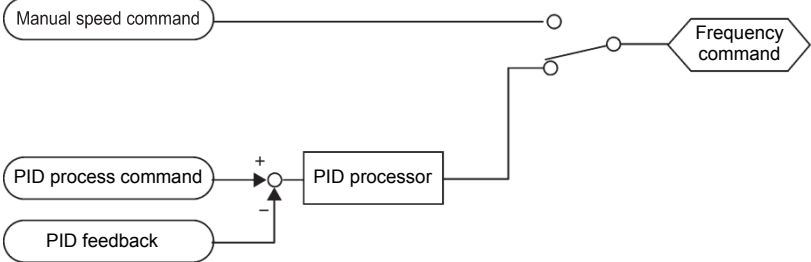 Manual speed command
Frequency
command
PID process command
+
PID processor
−
PID feedback